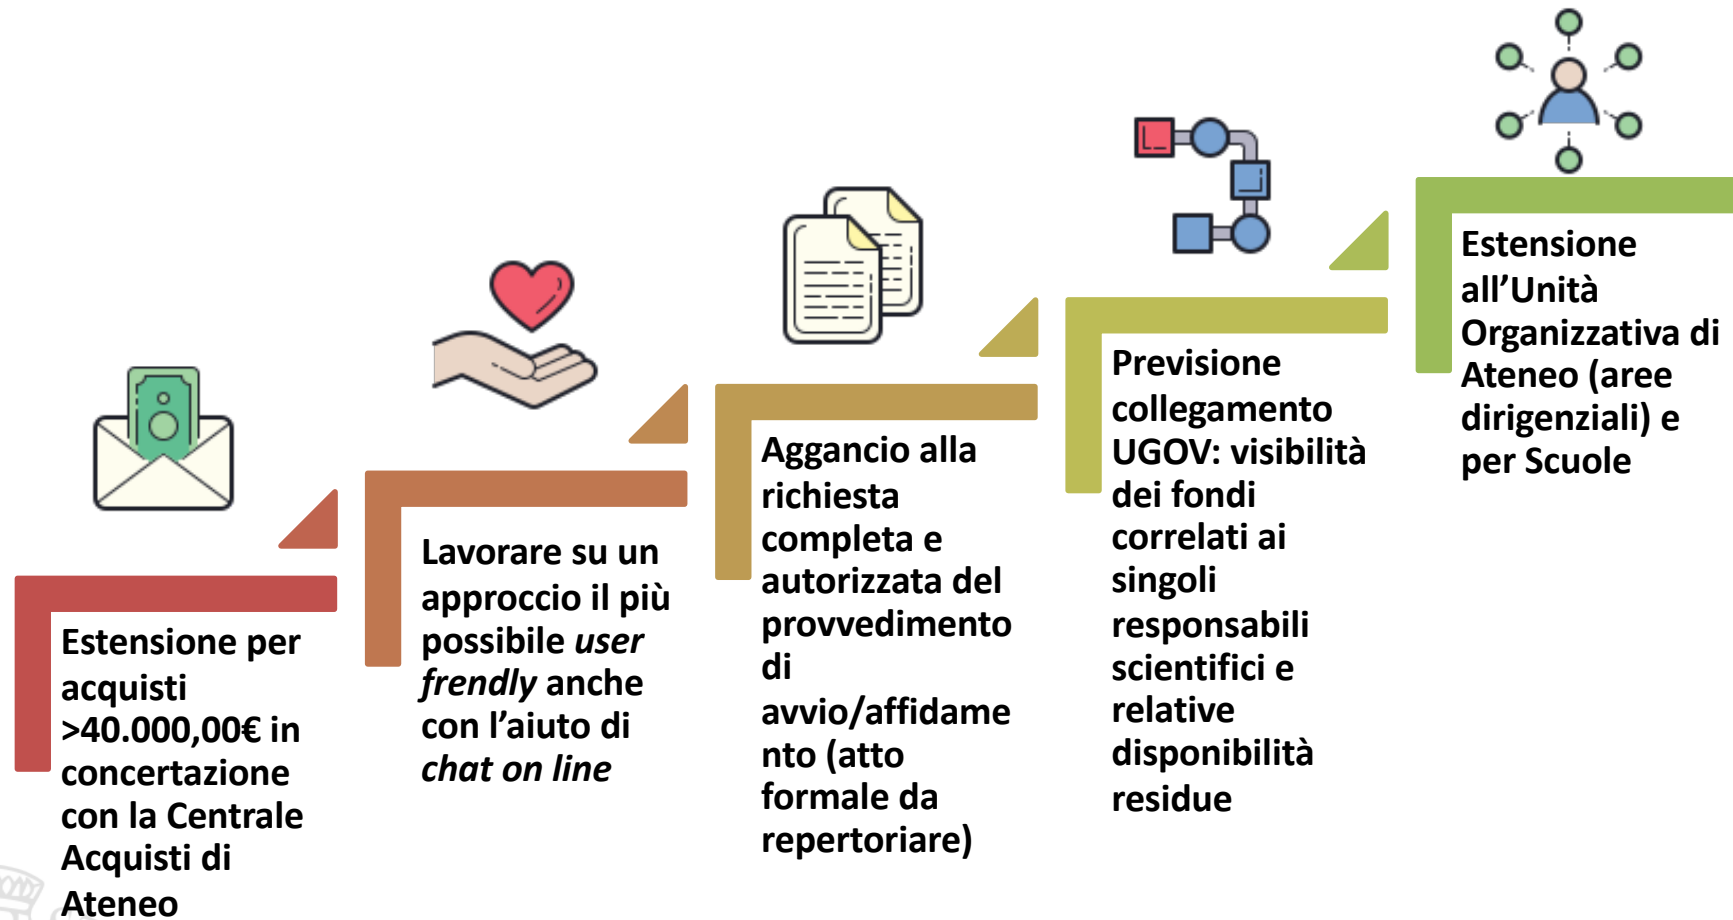 Estensione per
acquisti
>40.000,00€ in
concertazione
con la Centrale
Acquisti di
Ateneo
Lavorare su un
approccio il più
possibile user
frendly anche
con l'aiuto di
chat on line
Aggancio alla
richiesta
completa e
autorizzata del
provvedimento
di
avvio/affidame
nto (atto
formale da
repertoriare)
Previsione
collegamento
UGOV: visibilità
dei fondi
correlati ai
singoli
responsabili
scientifici e
relative
disponibilità
residue
Estensione
all'Unità
Organizzativa di
Ateneo (aree
dirigenziali) e
per Scuole